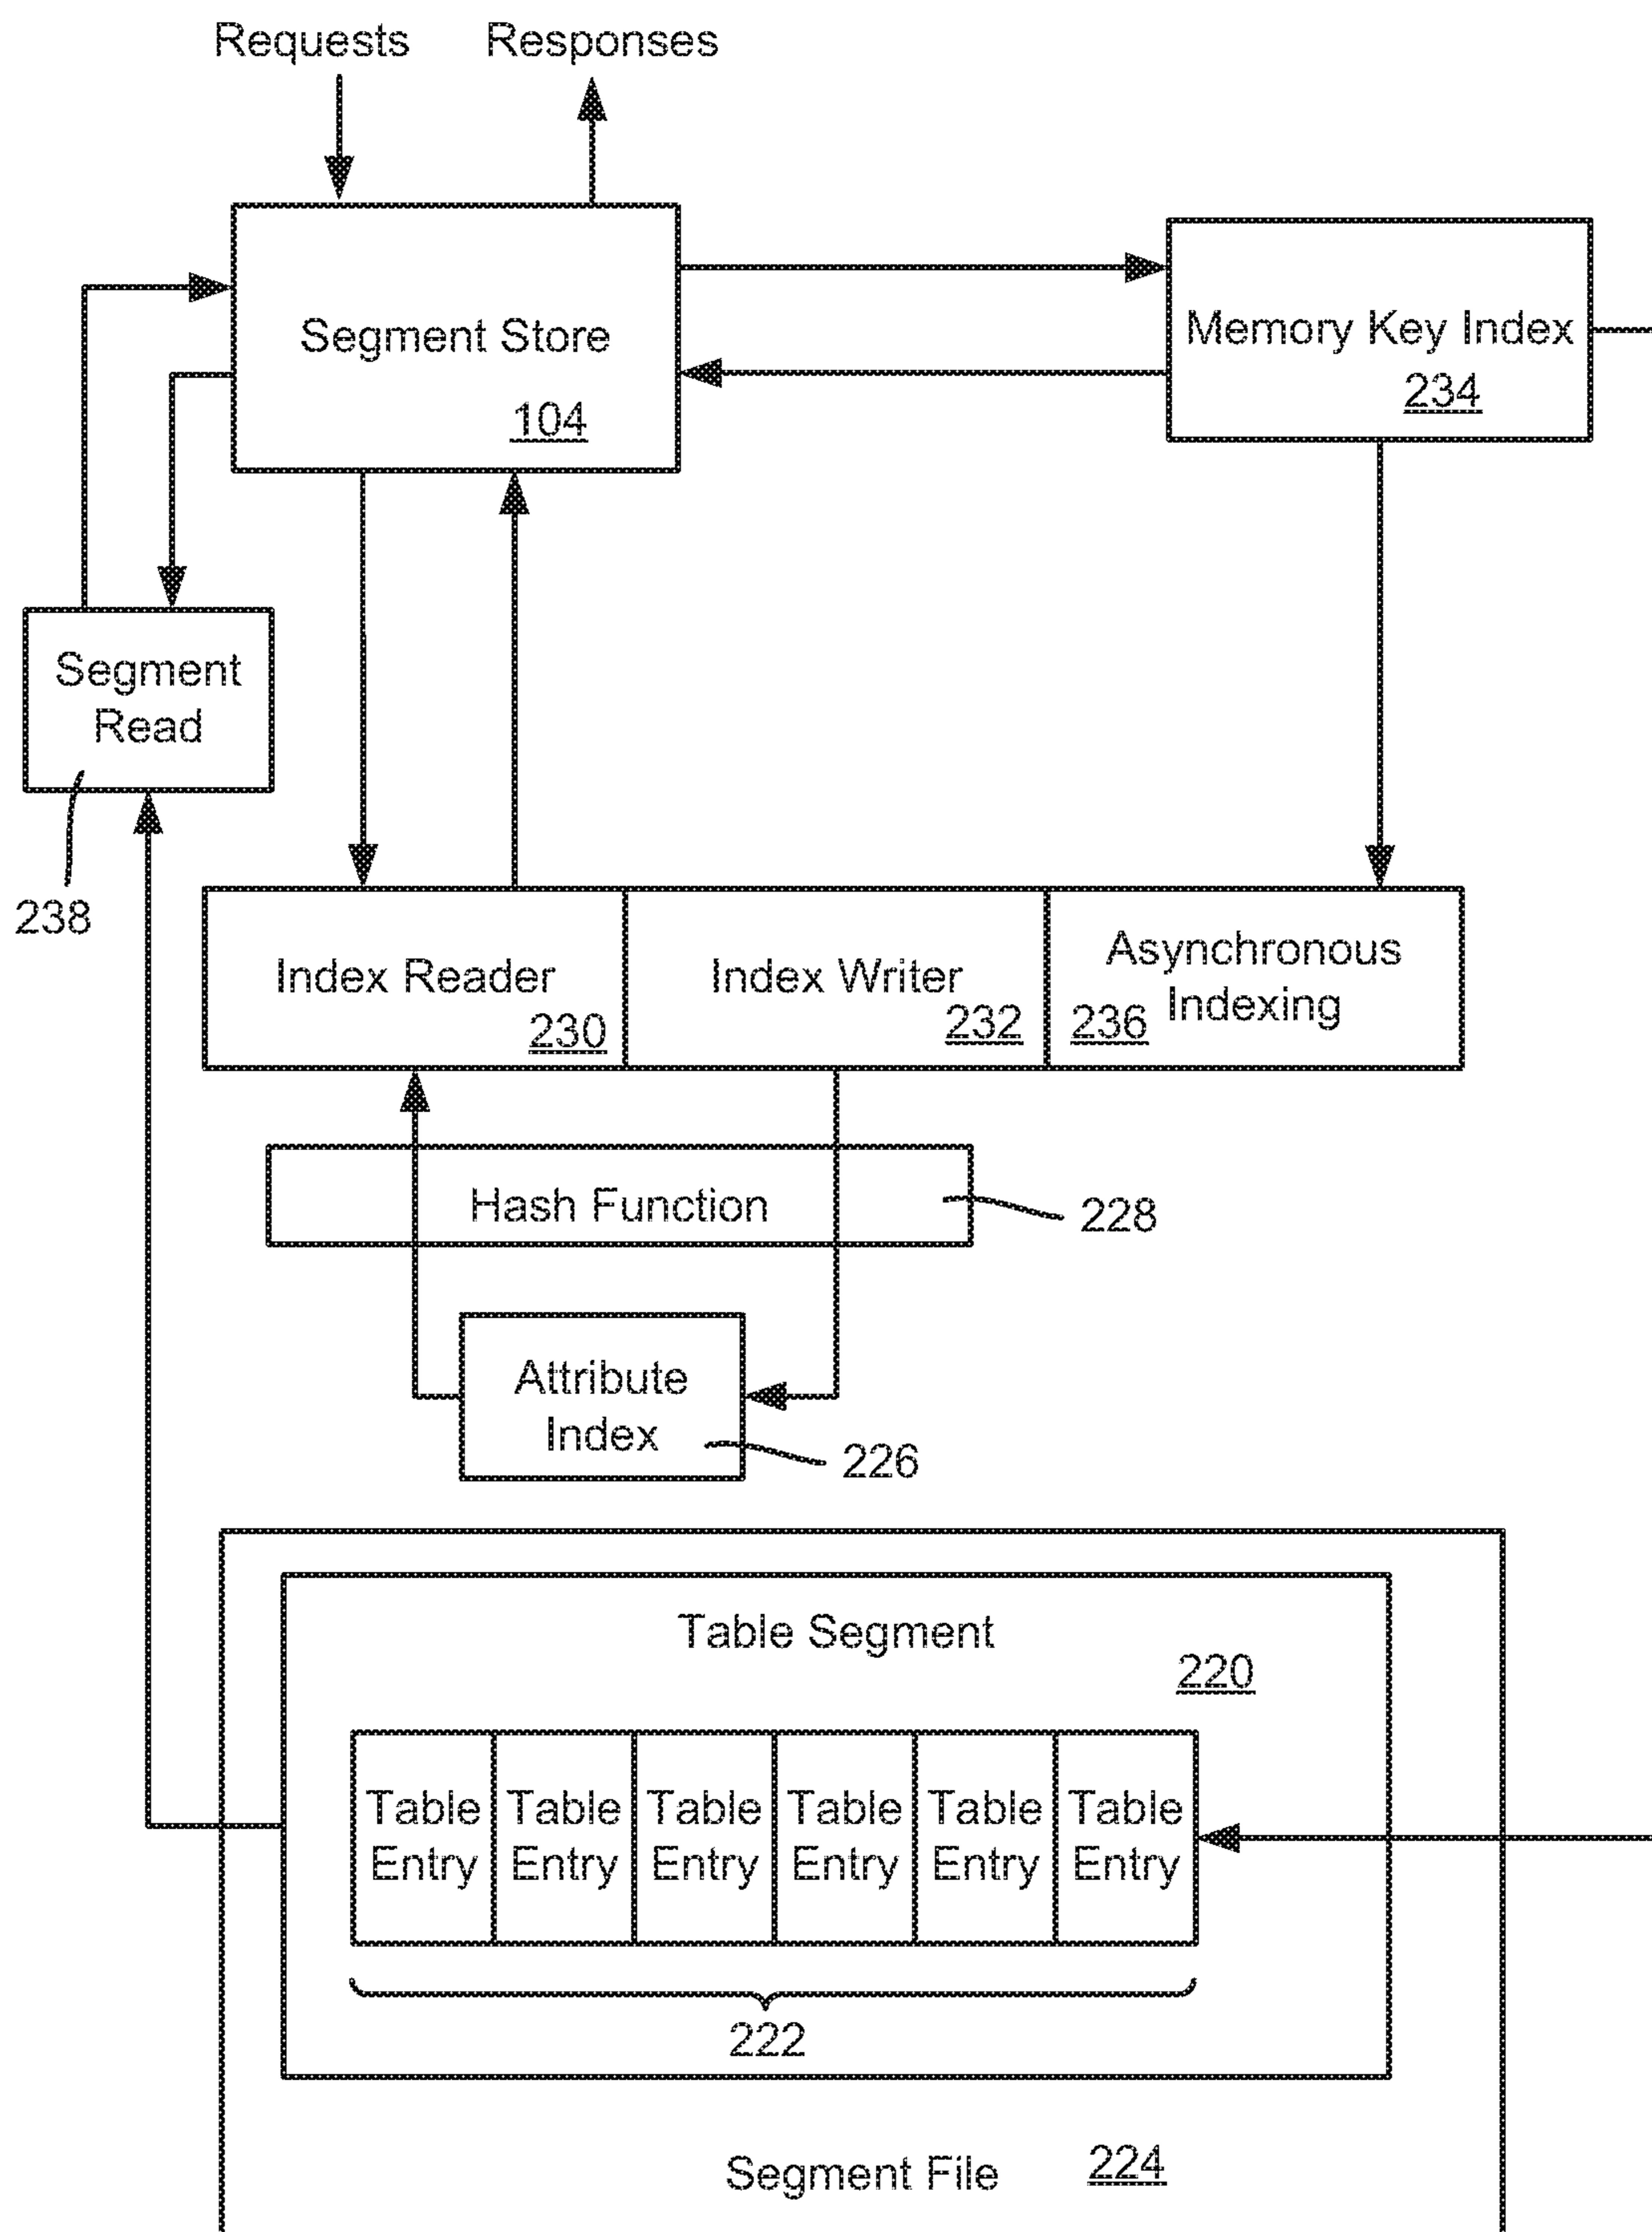 Requests
Responses
Segment Store
104
Memory Key Index
234
Segment
Read
238
Index Reader
230
Index Writer
232
Asynchronous
Indexing
236
Hash Function
228
Attribute
Index
226
Table Segment
220
Table
Entry
Table
Entry
Table
Entry
Table
Entry
Table
Entry
Table
Entry
222
Segment File
224